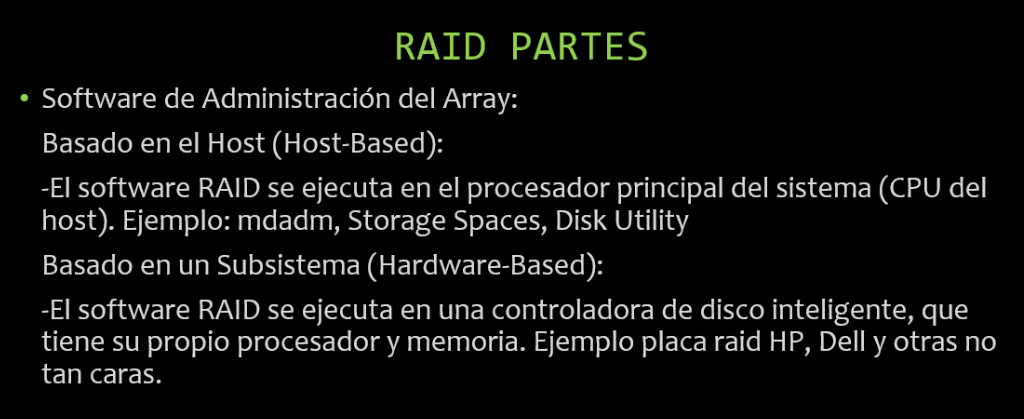 RAID PARTES
• Software de Administración del Array:
Basado en el Host (Host-Based):
-El software RAID se ejecuta en el procesador principal del sistema (CPU del
host). Ejemplo: mdadm, Storage Spaces, Disk Utility
Basado en un Subsistema (Hardware-Based):
-El software RAID se ejecuta en una controladora de disco inteligente, que
tiene su propio procesador y memoria. Ejemplo placa raid HP, Dell y otras no
tan caras.